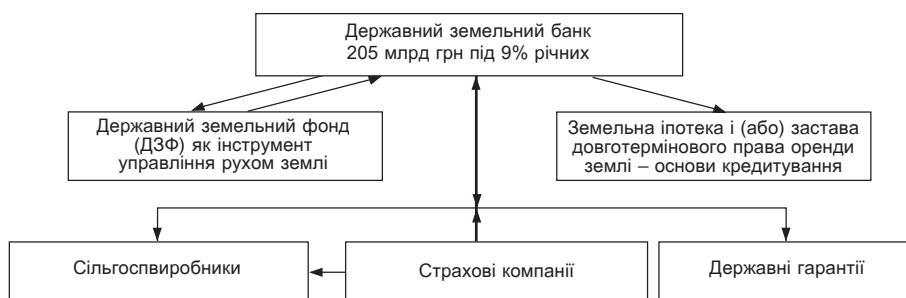 Державний земельний банк
205 млрд грн під 9% річних
Державний земельний фонд
(ДЗФ) як інструмент
управління рухом землі
Земельна іпотека і (або) застава
довготермінового права оренди
землі – основи кредитування
Сільгоспвиробники
Страхові компанії
Державні гарантії